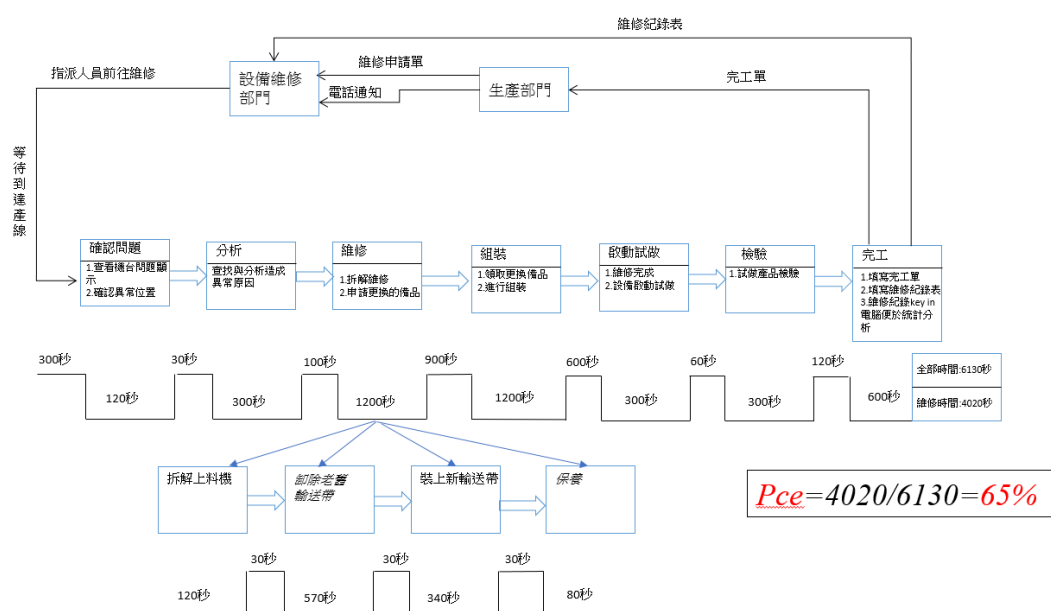 維修紀錄表
指派人員前往維修
設備維修
部門
維修申請單
電話通知
生產部門
完工單
等待到達產線
確認問題
1.查看機台問題顯
示
2.確認異常位置
分析
查找與分析造成
異常原因
維修
1.拆解維修
2.申請更換的備品
組裝
1.領取更換備品
2.進行組裝
啟動試做
1.維修完成
2.設備啟動試做
檢驗
1.試做產品檢驗
完工
1.填寫完工單
2.填寫維修紀錄表
3.維修紀錄key in
電腦便於統計分
析
300秒
30秒
100秒
900秒
600秒
60秒
120秒
120秒
300秒
1200秒
1200秒
300秒
300秒
600秒
全部時間:6130秒
維修時間:4020秒
拆解上料機
卸除老舊
輸送帶
裝上新輸送帶
保養
Pce=4020/6130=65%
30秒
30秒
30秒
120秒
570秒
340秒
80秒